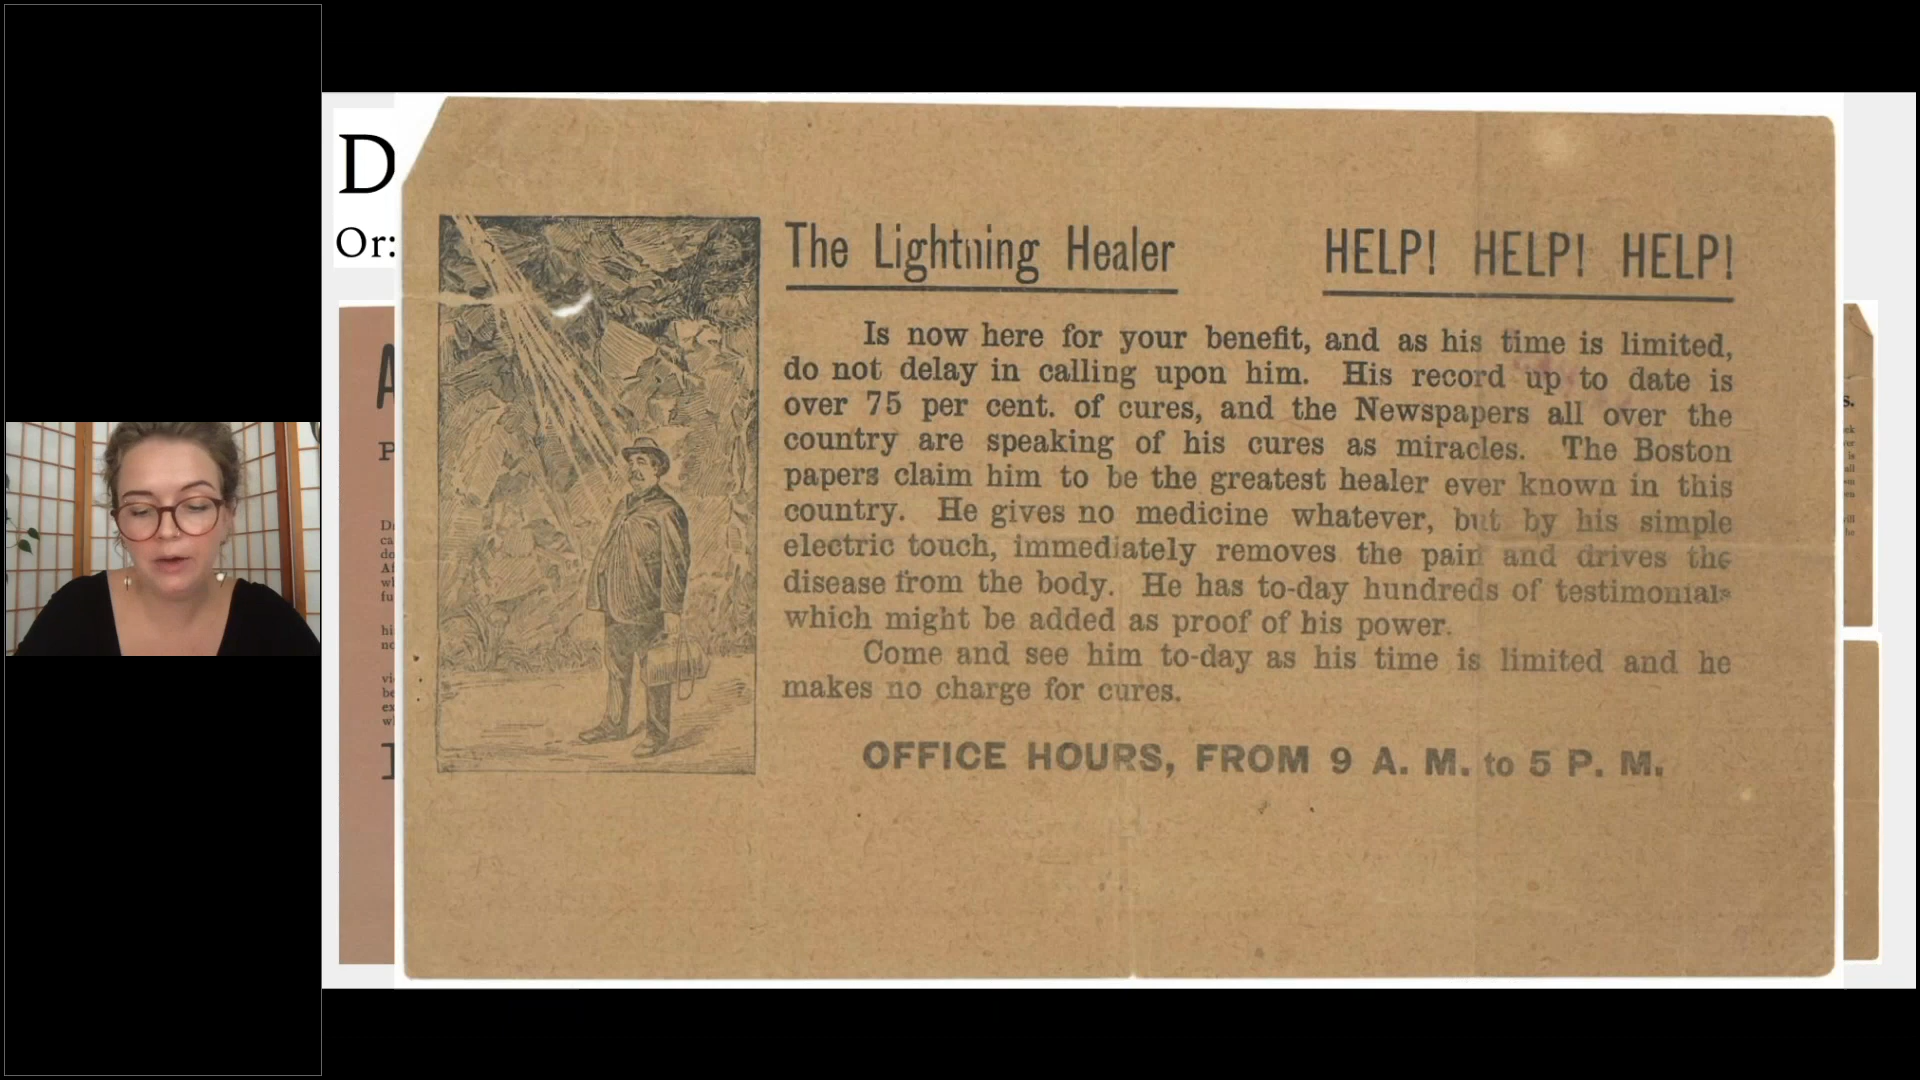 D
Or:
The Lightning Healer HELP! HELP! HELP!
Is now here for your benefit, and as his time is limited,
do not delay in calling upon him. His record up to date is
over 75 per cent. of cures, and the Newspapers all over the
country are speaking of his cures as miracles. The Boston
papers claim him to be the greatest healer ever known in this
country. He gives no medicine whatever, but by his simple
electric touch, immediately removes the pain and drives the
disease from the body. He has to-day hundreds of testimonials
which might be added as proof of his power.
Come and see him to-day as his time is limited and he
makes no charge for cures.
OFFICE HOURS, FROM 9 A. M. to 5 P. M.